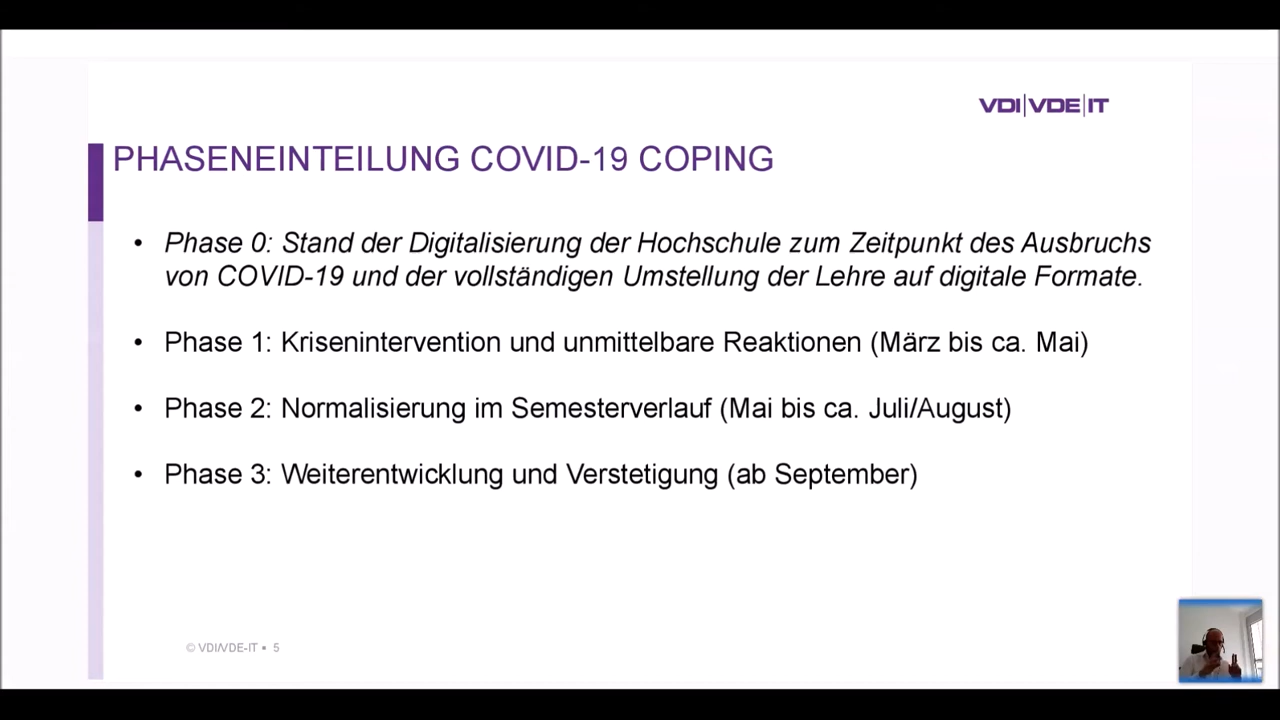 VDI|VDE|IT
PHASENEINTEILUNG COVID-19 COPING
• Phase 0: Stand der Digitalisierung der Hochschule zum Zeitpunkt des Ausbruchs
von COVID-19 und der vollständigen Umstellung der Lehre auf digitale Formate.
• Phase 1: Krisenintervention und unmittelbare Reaktionen (März bis ca. Mai)
• Phase 2: Normalisierung im Semesterverlauf (Mai bis ca. Juli/August)
• Phase 3: Weiterentwicklung und Verstetigung (ab September)
© VDI/VDE-IT • 5